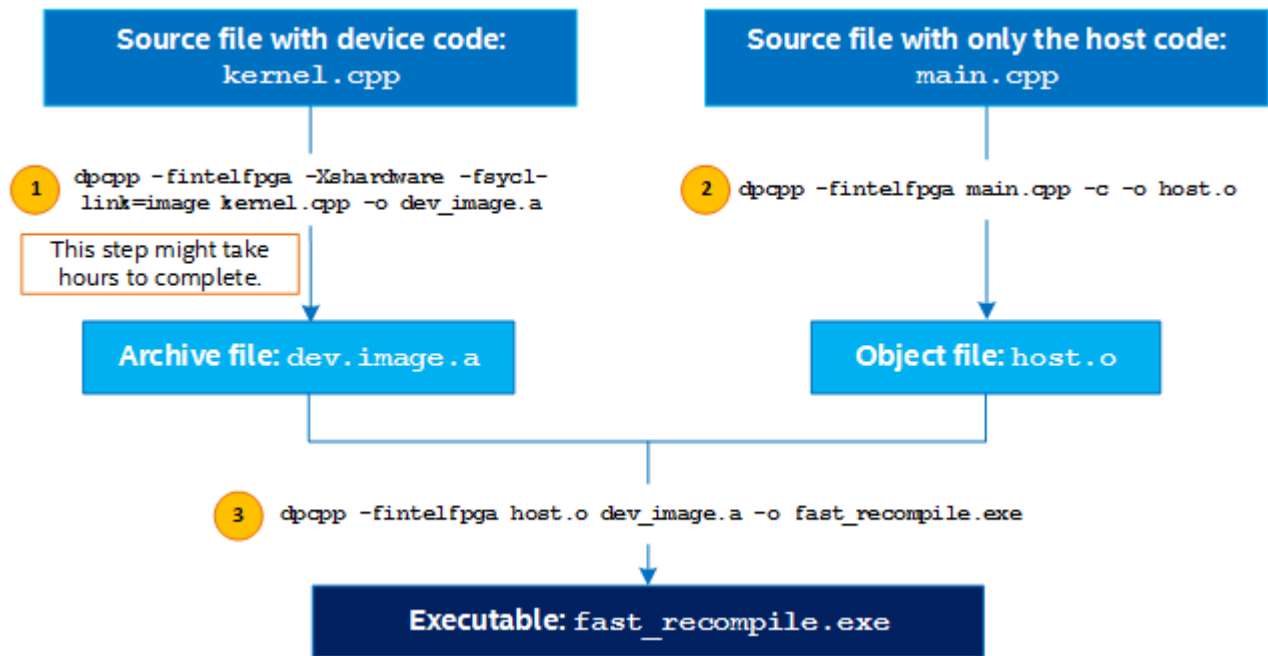 Source file with device code:
kernel.cpp
Source file with only the host code:
main.cpp
1
dpcpp -fintelfpga -Xshardware -fsycl-
link=image kernel.cpp -o dev_image.a
2
dpcpp -fintelfpga main.cpp -c -o host.o
This step might take
hours to complete.
Archive file: dev.image.a
Object file: host.o
3
dpcpp -fintelfpga host.o dev_image.a -o fast_recompile.exe
Executable: fast_recompile.exe